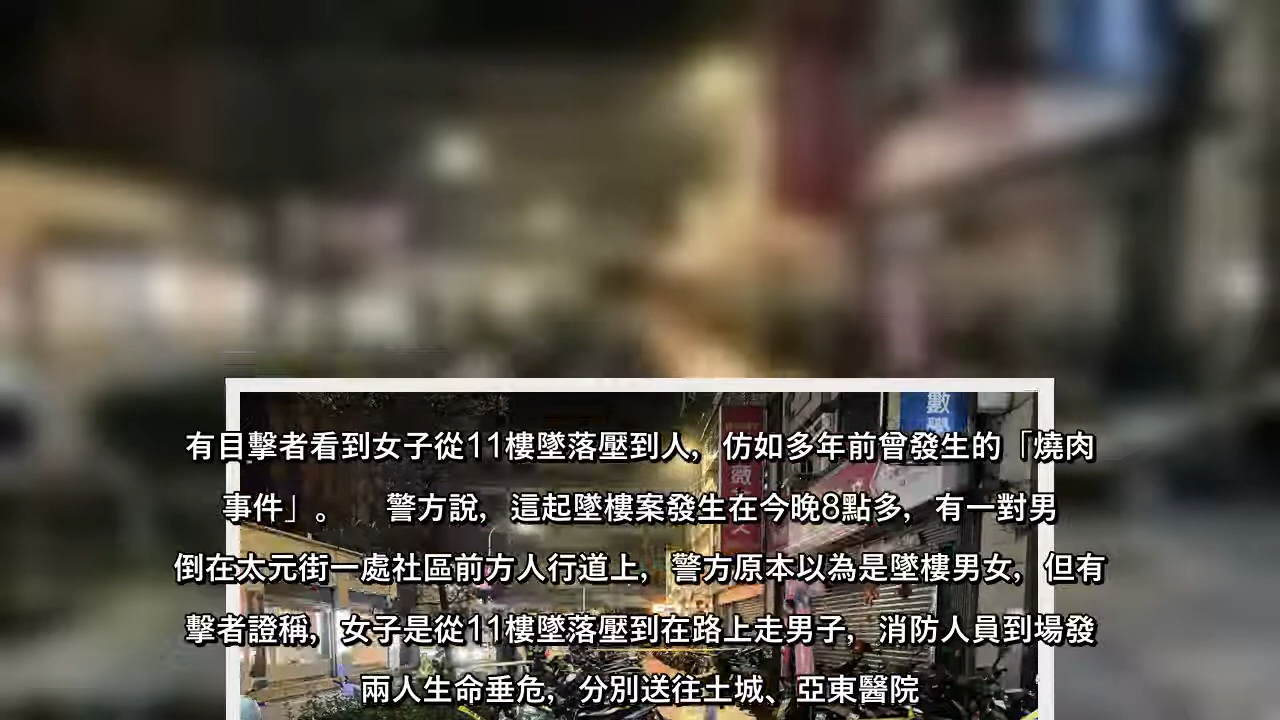 數學
薇
人
有目擊者看到女子從11樓墜落壓到人，仿如多年前曾發生的「燒肉
事件」。　警方說，這起墜樓案發生在今晚8點多，有一對男
倒在太元街一處社區前方人行道上，警方原本以為是墜樓男女，但有
擊者證稱，女子是從11樓墜落壓到在路上走男子，消防人員到場發
兩人生命垂危，分別送往土城、亞東醫院